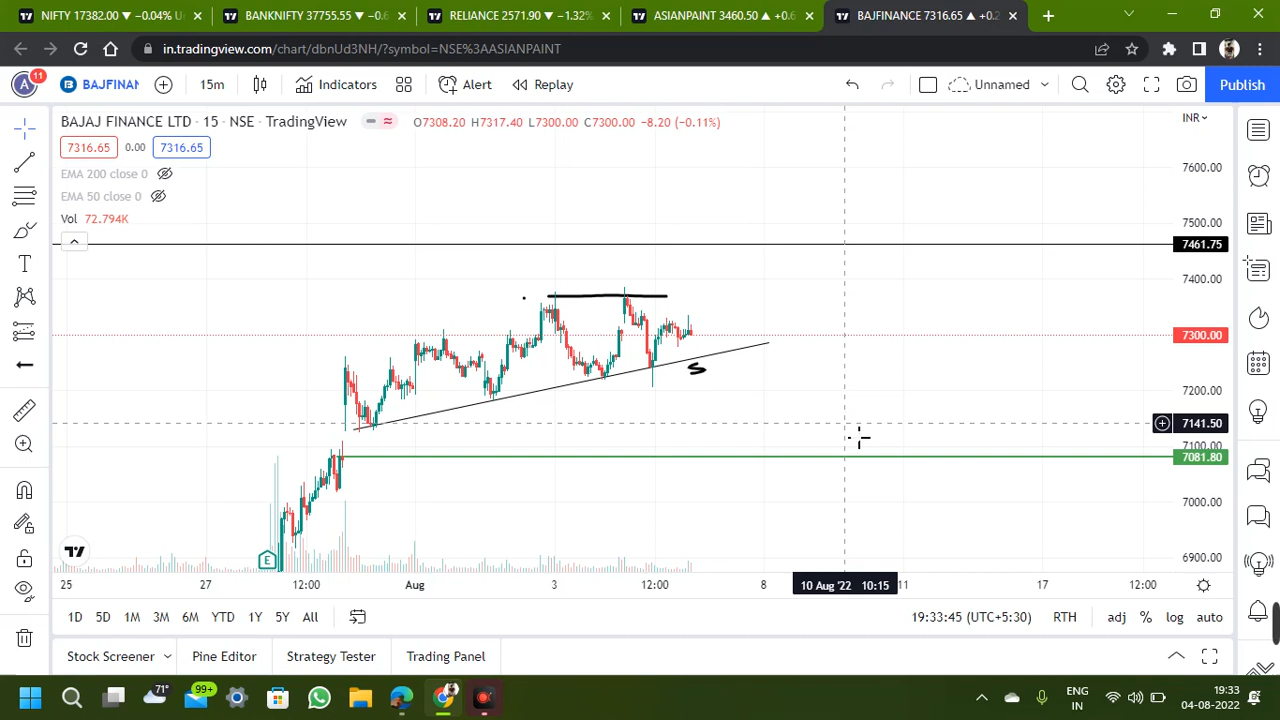 NIFTY 17382.00 ▼ −0.04% U
BANKNIFTY 37755.55 ▼ −0.6
RELIANCE 2571.90 ▼ −1.32%
ASIANPAINT 3460.50 ▲ +0.6
BAJFINANCE 7316.65 ▲ +0.2
in.tradingview.com/chart/dbnUd3NH/?symbol=NSE%3AASIANPAINT
A 11
BAJFINAN
15m
Indicators
Alert
Replay
Unnamed
Publish
BAJAJ FINANCE LTD · 15 · NSE · TradingView
O7308.20 H7317.40 L7300.00 C7300.00 −8.20 (−0.11%)
INR
7316.65 0.00 7316.65
EMA 200 close 0
EMA 50 close 0
Vol 72.794K
7600.00
7500.00
7461.75
7400.00
7300.00
7200.00
7141.50
7100.00
7081.80
7000.00
6900.00
S
E
25 27 12:00 Aug 3 12:00 8 10 Aug '22 10:15 11 17 12:00
1D 5D 1M 3M 6M YTD 1Y 5Y All
19:33:45 (UTC+5:30) RTH adj % log auto
Stock Screener Pine Editor Strategy Tester Trading Panel
71°
99+
ENG
IN
19:33
04-08-2022